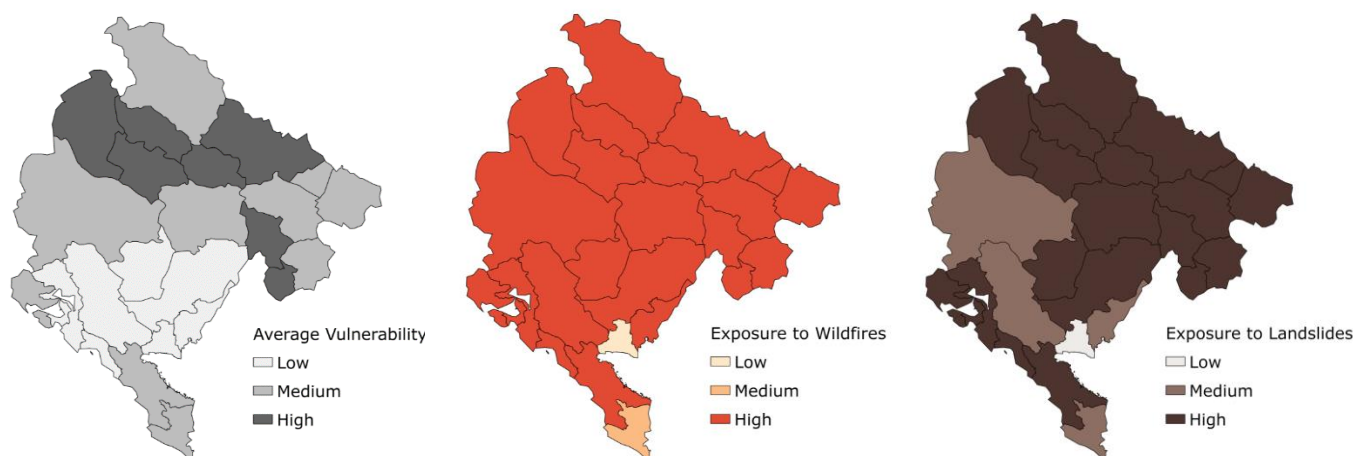 Average Vulnerability
Low
Medium
High
Exposure to Wildfires
Low
Medium
High
Exposure to Landslides
Low
Medium
High